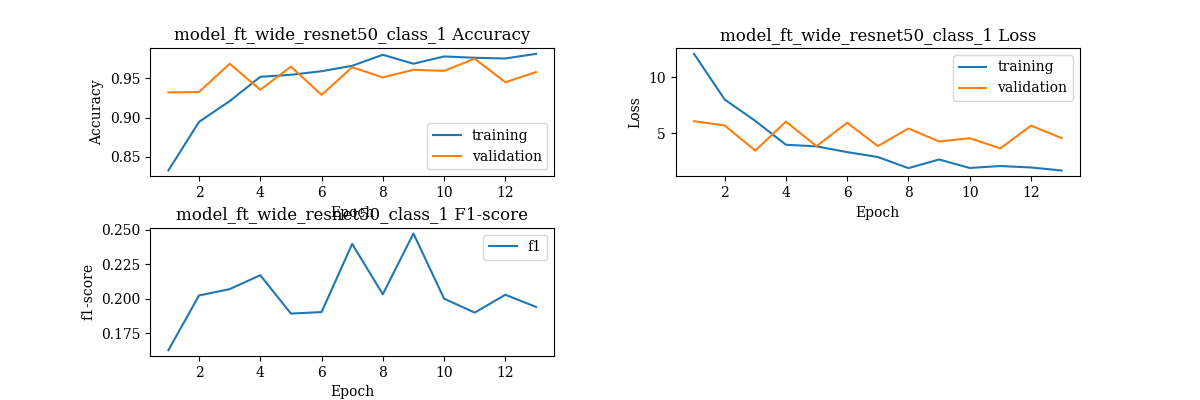 model_ft_wide_resnet50_class_1 Accuracy
Accuracy
0.95
0.90
0.85
training
validation
2 4 6 8 10 12
Epoch
model_ft_wide_resnet50_class_1 Loss
Loss
10
5
training
validation
2 4 6 8 10 12
Epoch
model_ft_wide_resnet50_class_1 F1-score
f1-score
0.250
0.225
0.200
0.175
f1
2 4 6 8 10 12
Epoch